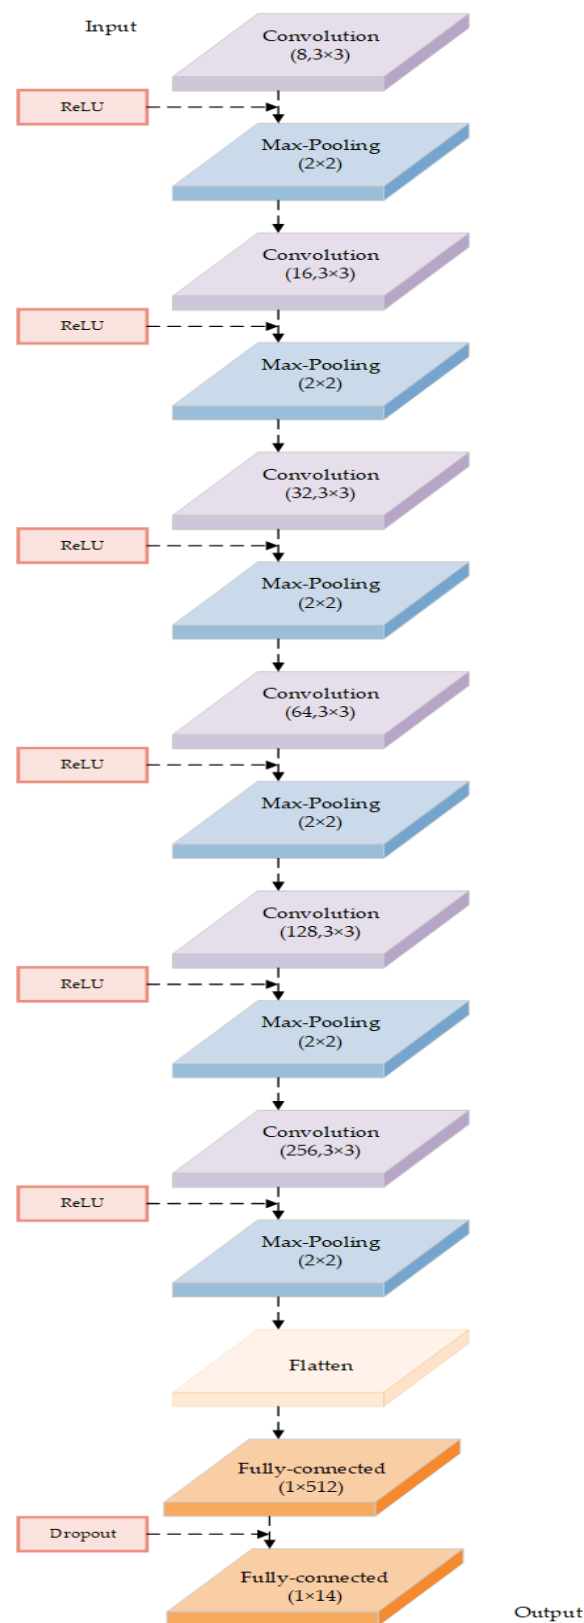 Input
Convolution
(8,3×3)
ReLU
Max-Pooling
(2×2)
Convolution
(16,3×3)
ReLU
Max-Pooling
(2×2)
Convolution
(32,3×3)
ReLU
Max-Pooling
(2×2)
Convolution
(64,3×3)
ReLU
Max-Pooling
(2×2)
Convolution
(128,3×3)
ReLU
Max-Pooling
(2×2)
Convolution
(256,3×3)
ReLU
Max-Pooling
(2×2)
Flatten
Fully-connected
(1×512)
Dropout
Fully-connected
(1×14)
Output